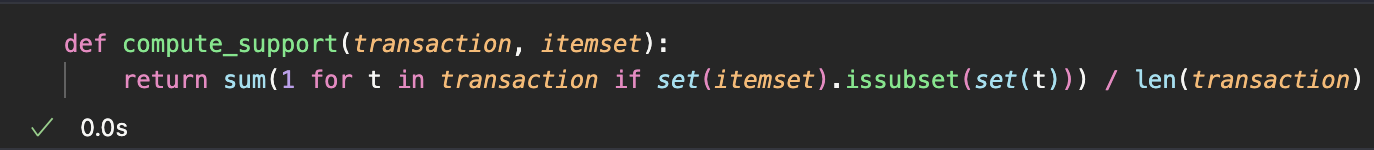 def compute_support(transaction, itemset):
    return sum(1 for t in transaction if set(itemset).issubset(set(t))) / len(transaction)
✓ 0.0s